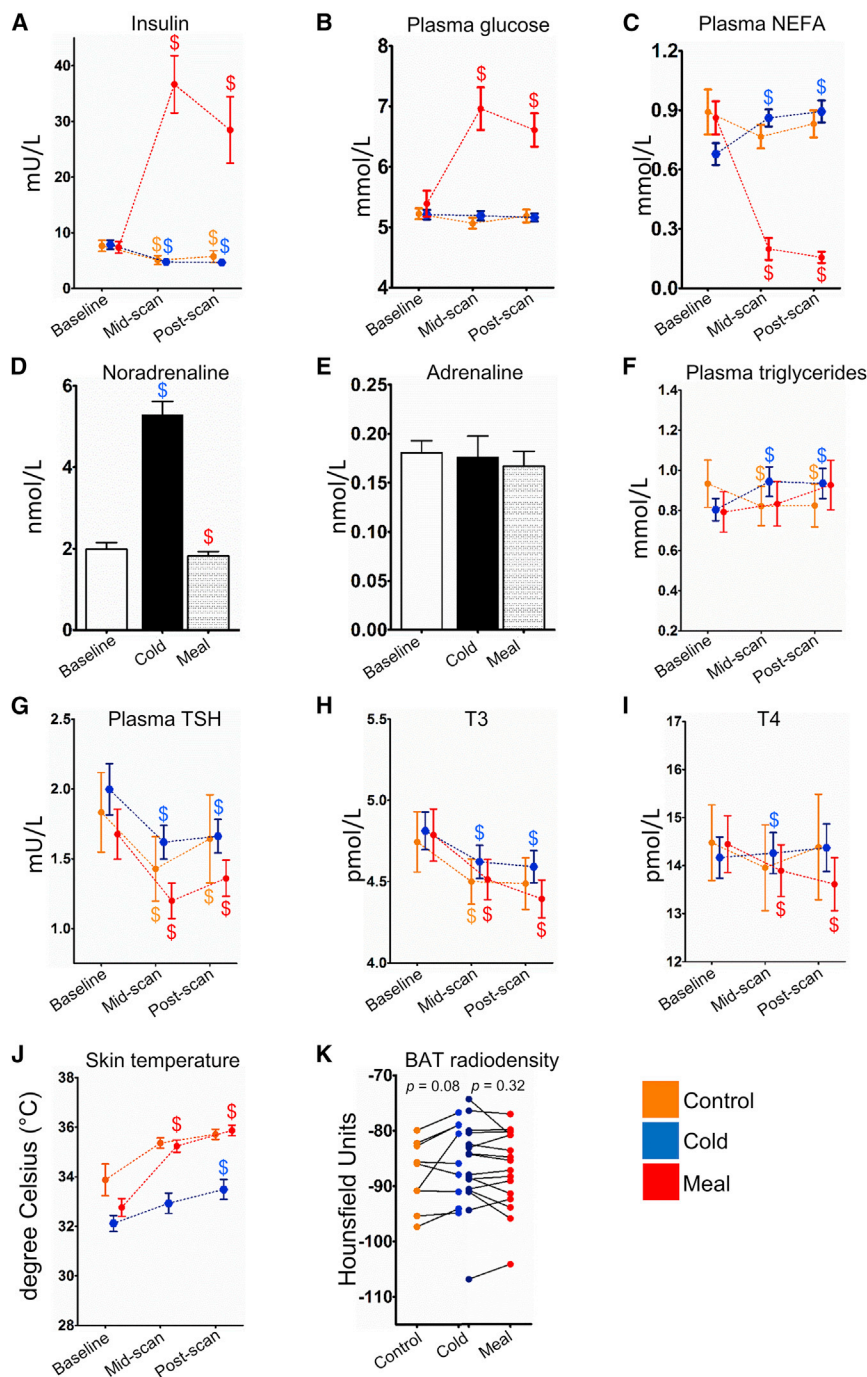 A Insulin
mU/L
40
30
20
10
0
$ $
$ $ $ $
Baseline Mid-scan Post-scan
B Plasma glucose
mmol/L
8
7
6
5
4
$ $
Baseline Mid-scan Post-scan
C Plasma NEFA
mmol/L
1.2
0.9
0.6
0.3
0.0
$ $
$ $
Baseline Mid-scan Post-scan
D Noradrenaline
nmol/L
6
4
2
0
$
$
Baseline Cold Meal
E Adrenaline
nmol/L
0.25
0.20
0.15
0.10
0.05
0.00
Baseline Cold Meal
F Plasma triglycerides
mmol/L
1.4
1.2
1.0
0.8
0.6
0.4
0.2
$ $ $ $
Baseline Mid-scan Post-scan
G Plasma TSH
mU/L
2.5
2.0
1.5
1.0
$ $
$ $ $ $
Baseline Mid-scan Post-scan
H T3
pmol/L
5.5
5.0
4.5
4.0
$ $
$ $ $
Baseline Mid-scan Post-scan
I T4
pmol/L
17
16
15
14
13
12
$
$ $
Baseline Mid-scan Post-scan
J Skin temperature
degree Celsius (°C)
38
36
34
32
30
28
$ $
$
Baseline Mid-scan Post-scan
K BAT radiodensity
p = 0.08 p = 0.32
Hounsfield Units
-70
-80
-90
-100
-110
Control Cold Meal
Control
Cold
Meal